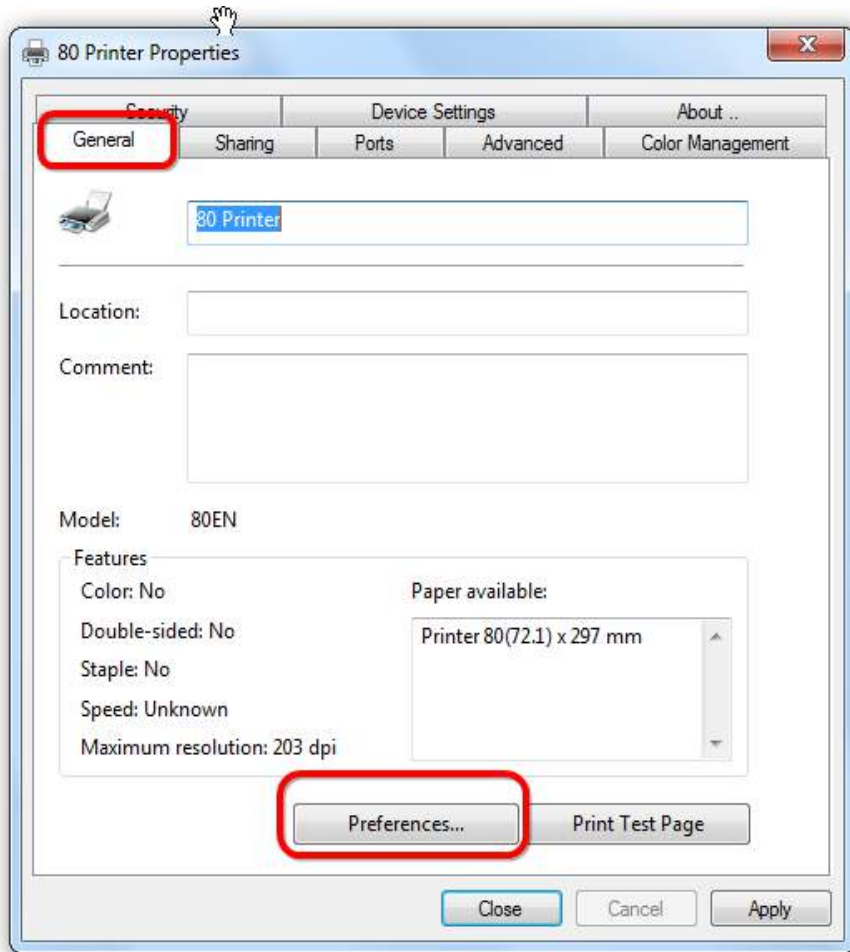 80 Printer Properties
Security Device Settings About ..
General Sharing Ports Advanced Color Management
80 Printer
Location:
Comment:
Model: 80EN
Features
Color: No Paper available:
Double-sided: No Printer 80(72.1) x 297 mm
Staple: No
Speed: Unknown
Maximum resolution: 203 dpi
Preferences... Print Test Page
Close Cancel Apply